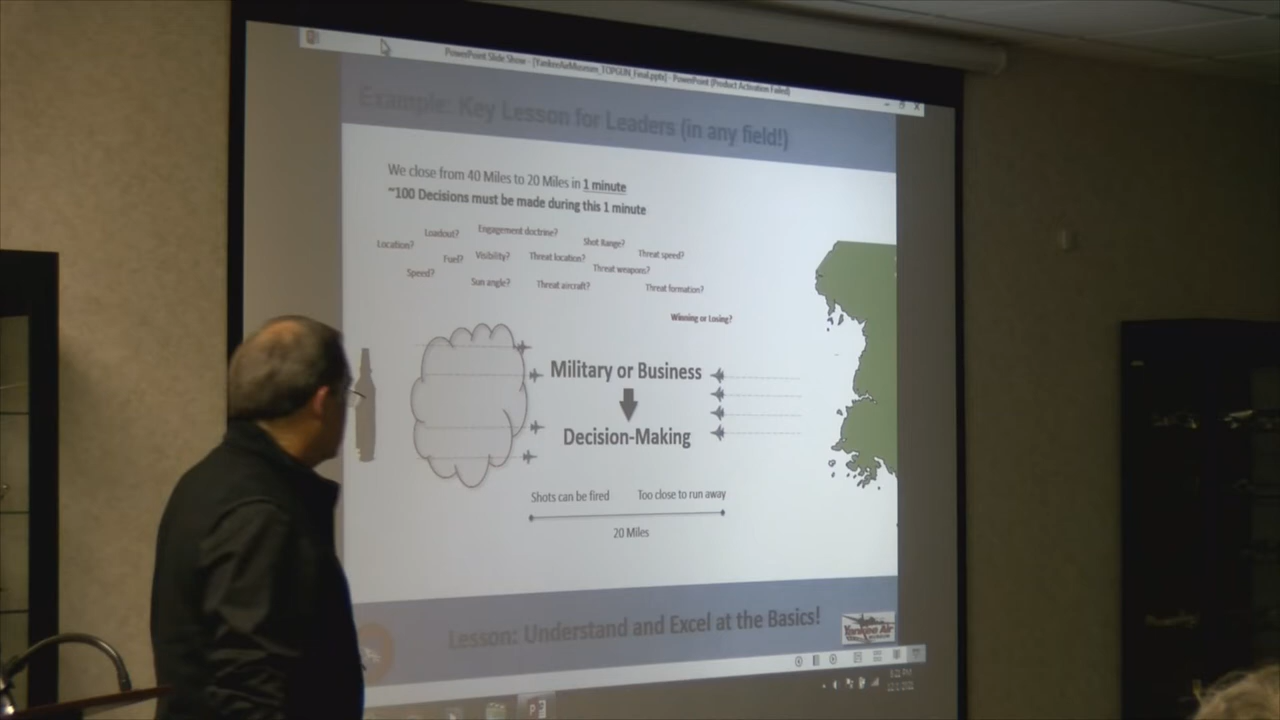 PowerPoint Slide Show - [YankeeAirMuseum_TOPGUN_Final.pptx] - PowerPoint (Product Activation Failed)
Example: Key Lesson for Leaders (in any field!)
We close from 40 Miles to 20 Miles in 1 minute
~100 Decisions must be made during this 1 minute
Loadout? Engagement doctrine? Shot Range?
Location? Fuel? Visibility? Threat location? Threat speed?
Speed? Threat weapons?
Sun angle? Threat aircraft? Threat formation?
Winning or Losing?
Military or Business
Decision-Making
Shots can be fired Too close to run away
20 Miles
Lesson: Understand and Excel at the Basics!
Yankee Air